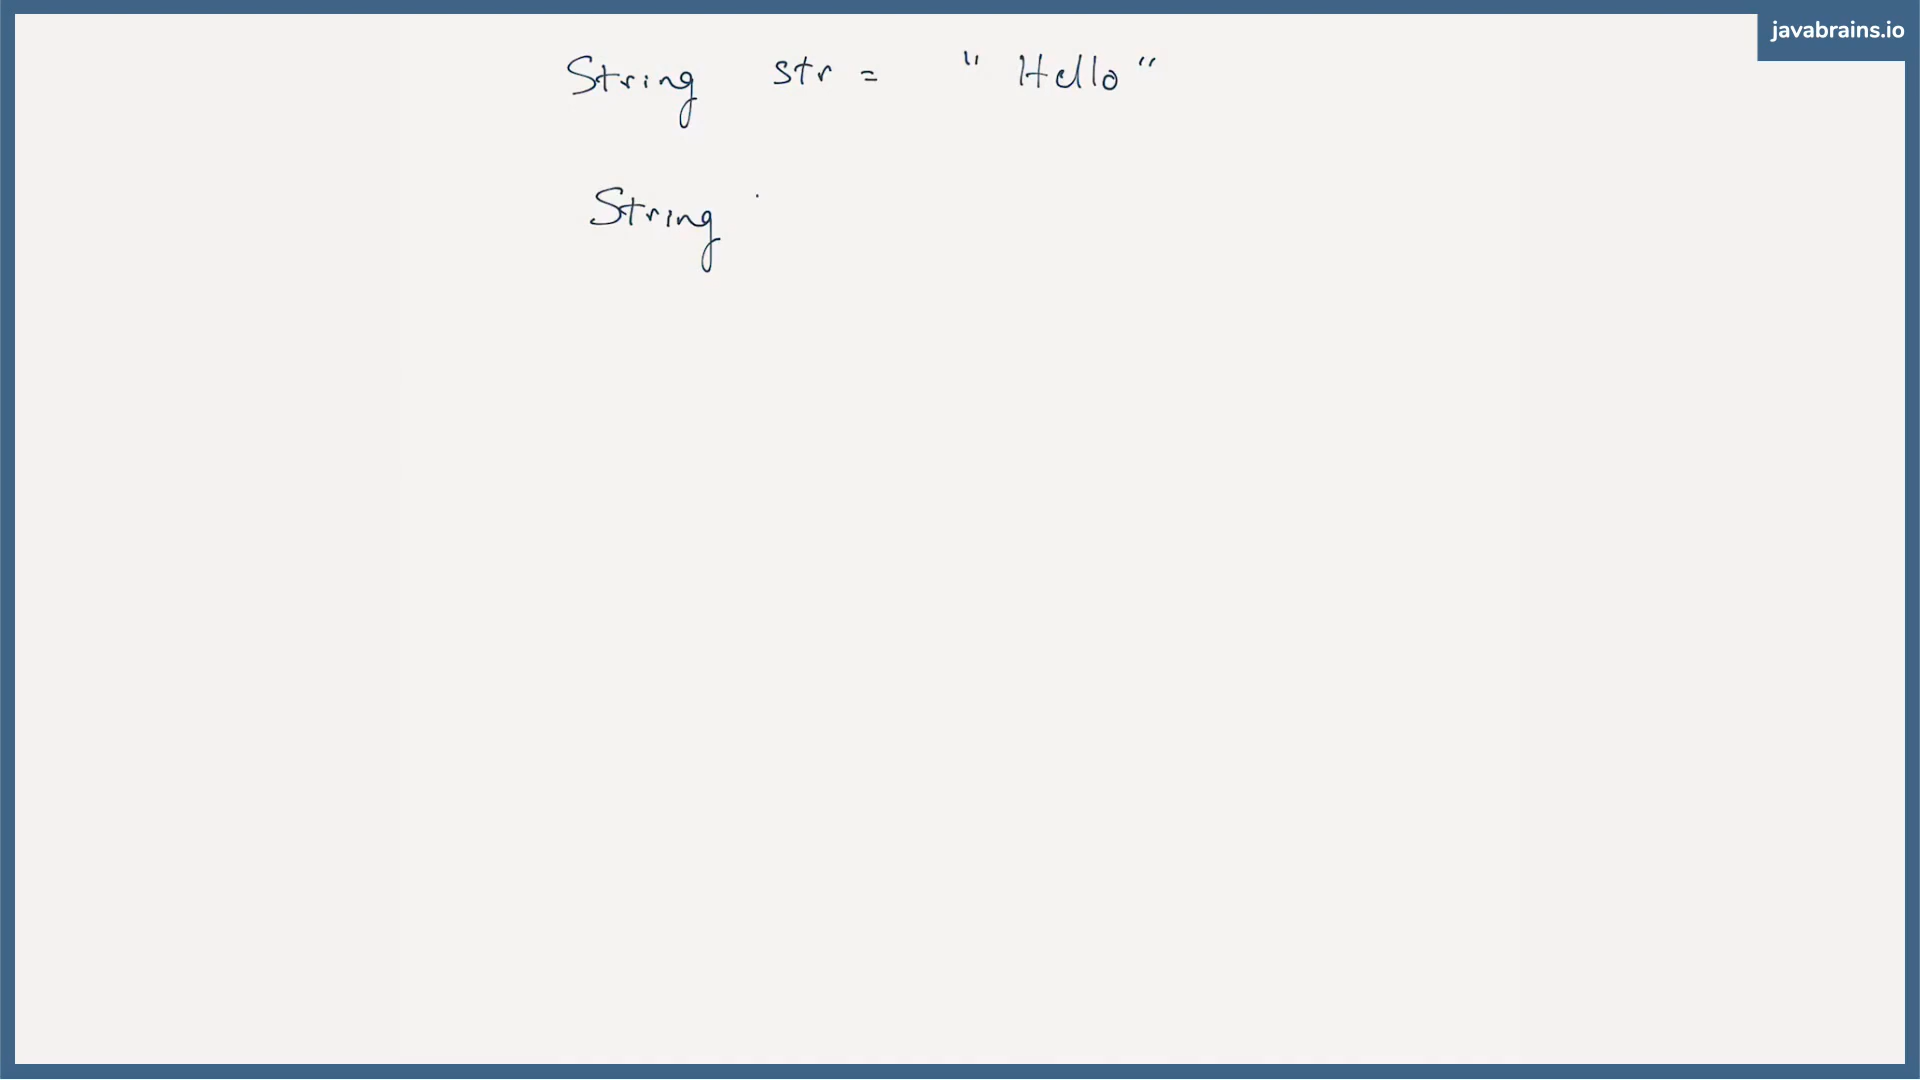 javabrains.io
String str = "Hello"
String